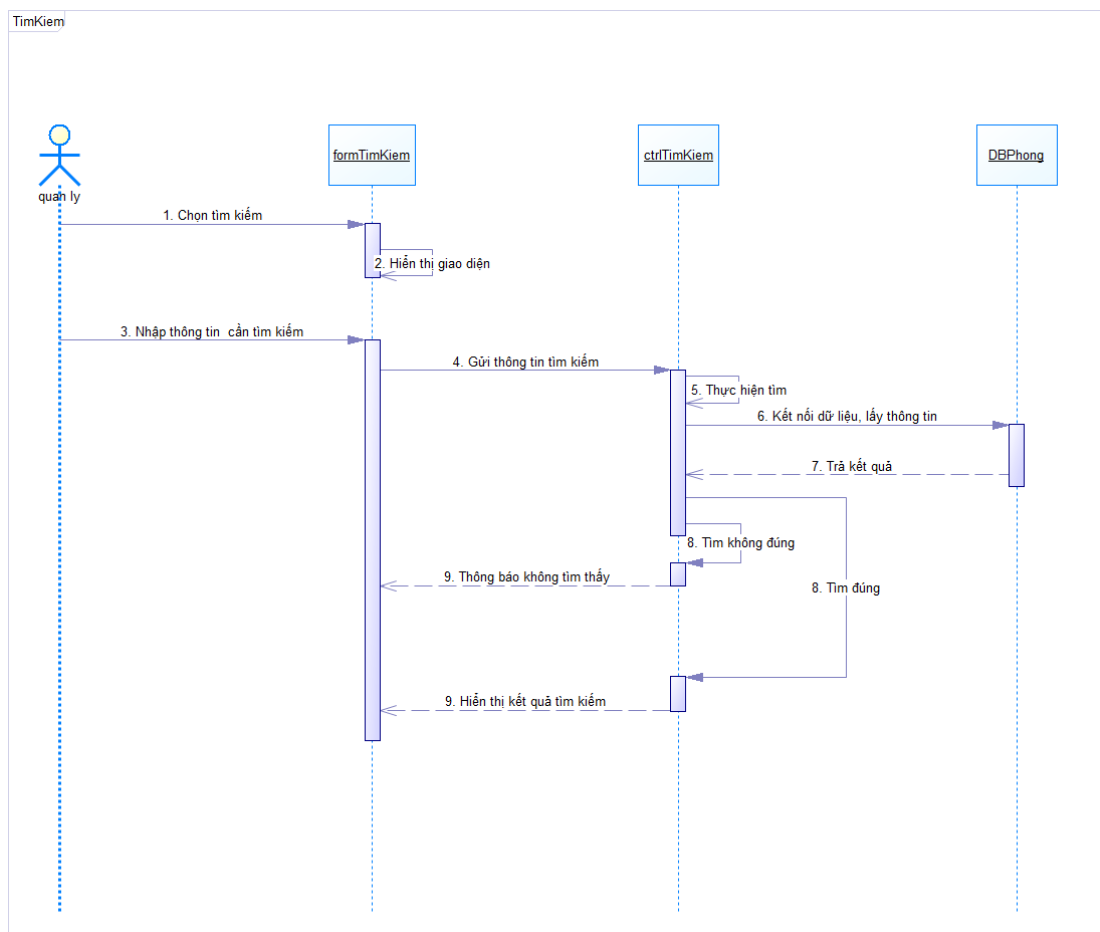 TimKiem
formTimKiem
ctrlTimKiem
DBPhong
quan ly
1. Chọn tìm kiếm
2. Hiển thị giao diện
3. Nhập thông tin cần tìm kiếm
4. Gửi thông tin tìm kiếm
5. Thực hiện tìm
6. Kết nối dữ liệu, lấy thông tin
7. Trả kết quả
8. Tìm không đúng
9. Thông báo không tìm thấy
8. Tìm đúng
9. Hiển thị kết quả tìm kiếm